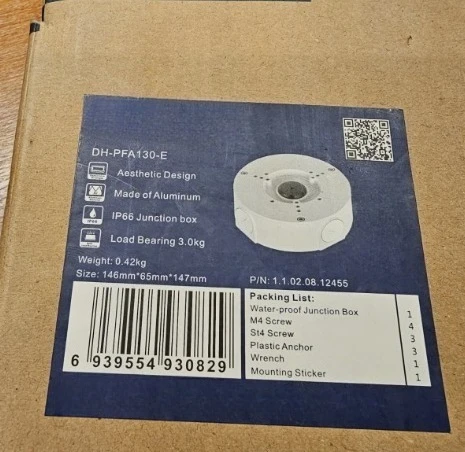 DH-PFA130-E
Aesthetic Design
Made of Aluminum
IP66 Junction box
Load Bearing 3.0kg
Weight: 0.42kg
Size: 146mm*65mm*147mm
P/N: 1.1.02.08.12455
6 939554 930829
Packing List:
Water-proof Junction Box 1
M4 Screw 4
St4 Screw 3
Plastic Anchor 3
Wrench 1
Mounting Sticker 1